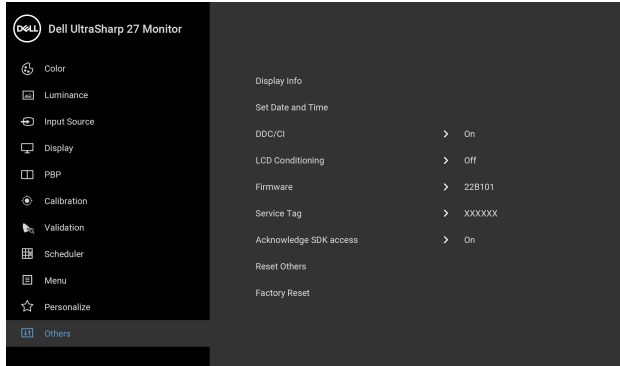 DELL Dell UltraSharp 27 Monitor
Color
Luminance
Input Source
Display
PBP
Calibration
Validation
Scheduler
Menu
Personalize
Others
Display Info
Set Date and Time
DDC/CI > On
LCD Conditioning > Off
Firmware > 22B101
Service Tag > XXXXXX
Acknowledge SDK access > On
Reset Others
Factory Reset